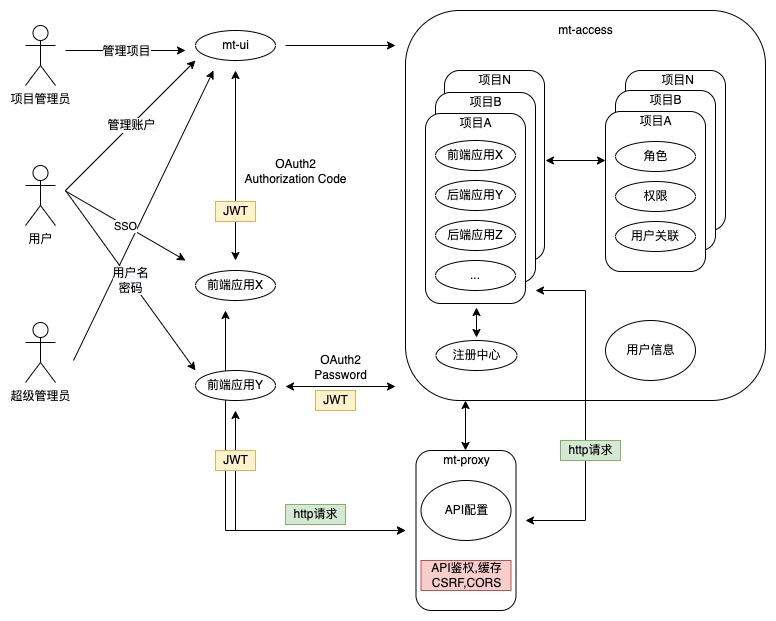 项目管理员
管理项目
mt-ui
管理账户
用户
SSO
用户名
密码
超级管理员
OAuth2
Authorization Code
JWT
前端应用X
前端应用Y
OAuth2
Password
JWT
JWT
http请求
mt-access
项目N
项目B
项目A
前端应用X
后端应用Y
后端应用Z
...
注册中心
项目N
项目B
项目A
角色
权限
用户关联
用户信息
http请求
mt-proxy
API配置
API鉴权,缓存
CSRF,CORS